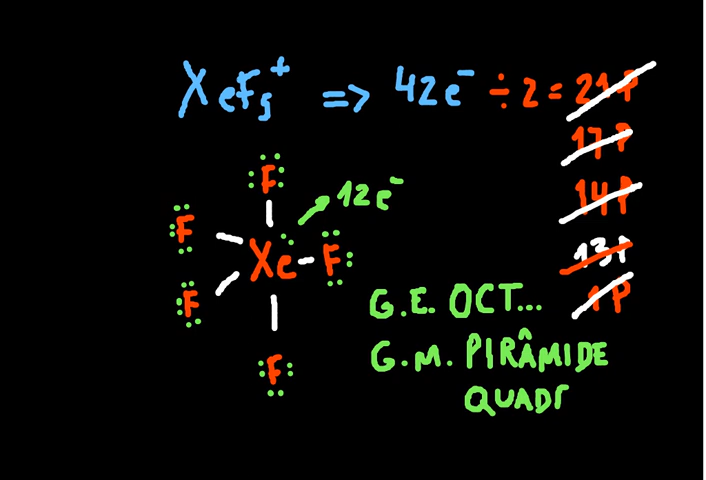 XeF5+ => 42e- ÷ 2 = 21P
17P
14P
13P
1P
F
F
12e-
Xe
F
F
F
G.E. OCT...
G.M. PIRÂMIDE
QUADR